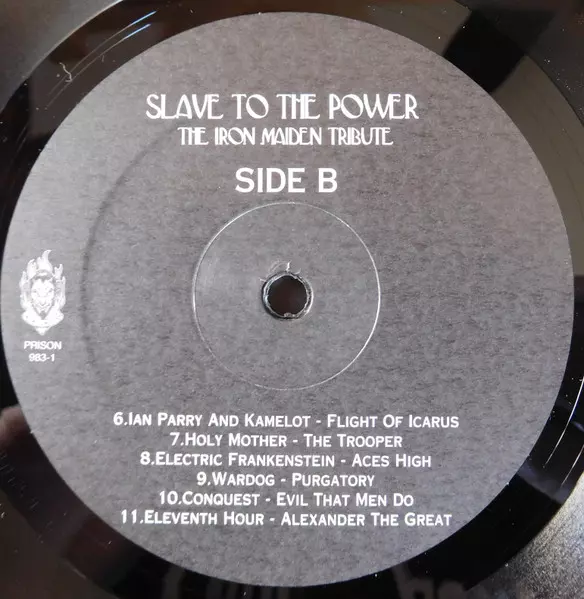 SLAVE TO THE POWER
THE IRON MAIDEN TRIBUTE
SIDE B
PRISON
983-1
6.IAN PARRY AND KAMELOT - FLIGHT OF ICARUS
7.HOLY MOTHER - THE TROOPER
8.ELECTRIC FRANKENSTEIN - ACES HIGH
9.WARDOG - PURGATORY
10.CONQUEST - EVIL THAT MEN DO
11.ELEVENTH HOUR - ALEXANDER THE GREAT